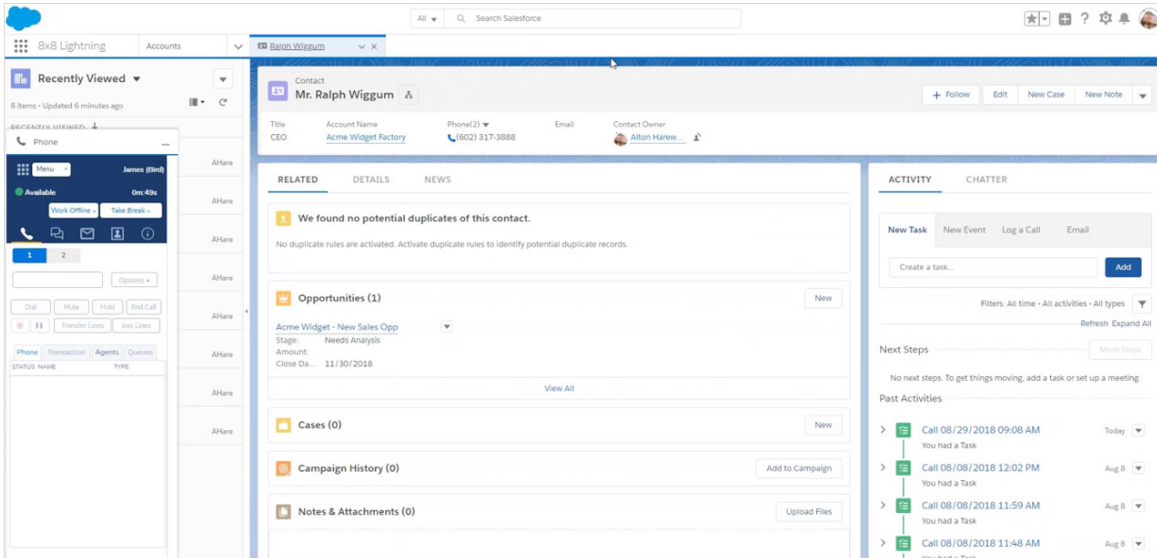 All
Search Salesforce
8x8 Lightning
Accounts
Ralph Wiggum
Recently Viewed
8 items • Updated 6 minutes ago
RECENTLY VIEWED
Phone
Menu
James (Bird)
Available
0m:49s
Work Offline
Take Break
1 2
Options
Dial Mute Hold End Call
Transfer Lines Join Lines
Phone Transaction Agents Queues
STATUS NAME TYPE
AHare
AHare
AHare
AHare
AHare
AHare
AHare
AHare
Contact
Mr. Ralph Wiggum
+ Follow Edit New Case New Note
Title Account Name Phone(2) Email Contact Owner
CEO Acme Widget Factory (602) 317-3888 Alton Harew...
RELATED DETAILS NEWS
We found no potential duplicates of this contact.
No duplicate rules are activated. Activate duplicate rules to identify potential duplicate records.
Opportunities (1)
New
Acme Widget - New Sales Opp
Stage: Needs Analysis
Amount:
Close Da... 11/30/2018
View All
Cases (0)
New
Campaign History (0)
Add to Campaign
Notes & Attachments (0)
Upload Files
ACTIVITY CHATTER
New Task New Event Log a Call Email
Create a task...
Add
Filters: All time • All activities • All types
Refresh Expand All
Next Steps
More Steps
No next steps. To get things moving, add a task or set up a meeting.
Past Activities
Call 08/29/2018 09:08 AM Today
You had a Task
Call 08/08/2018 12:02 PM Aug 8
You had a Task
Call 08/08/2018 11:59 AM Aug 8
You had a Task
Call 08/08/2018 11:48 AM Aug 8
You had a Task